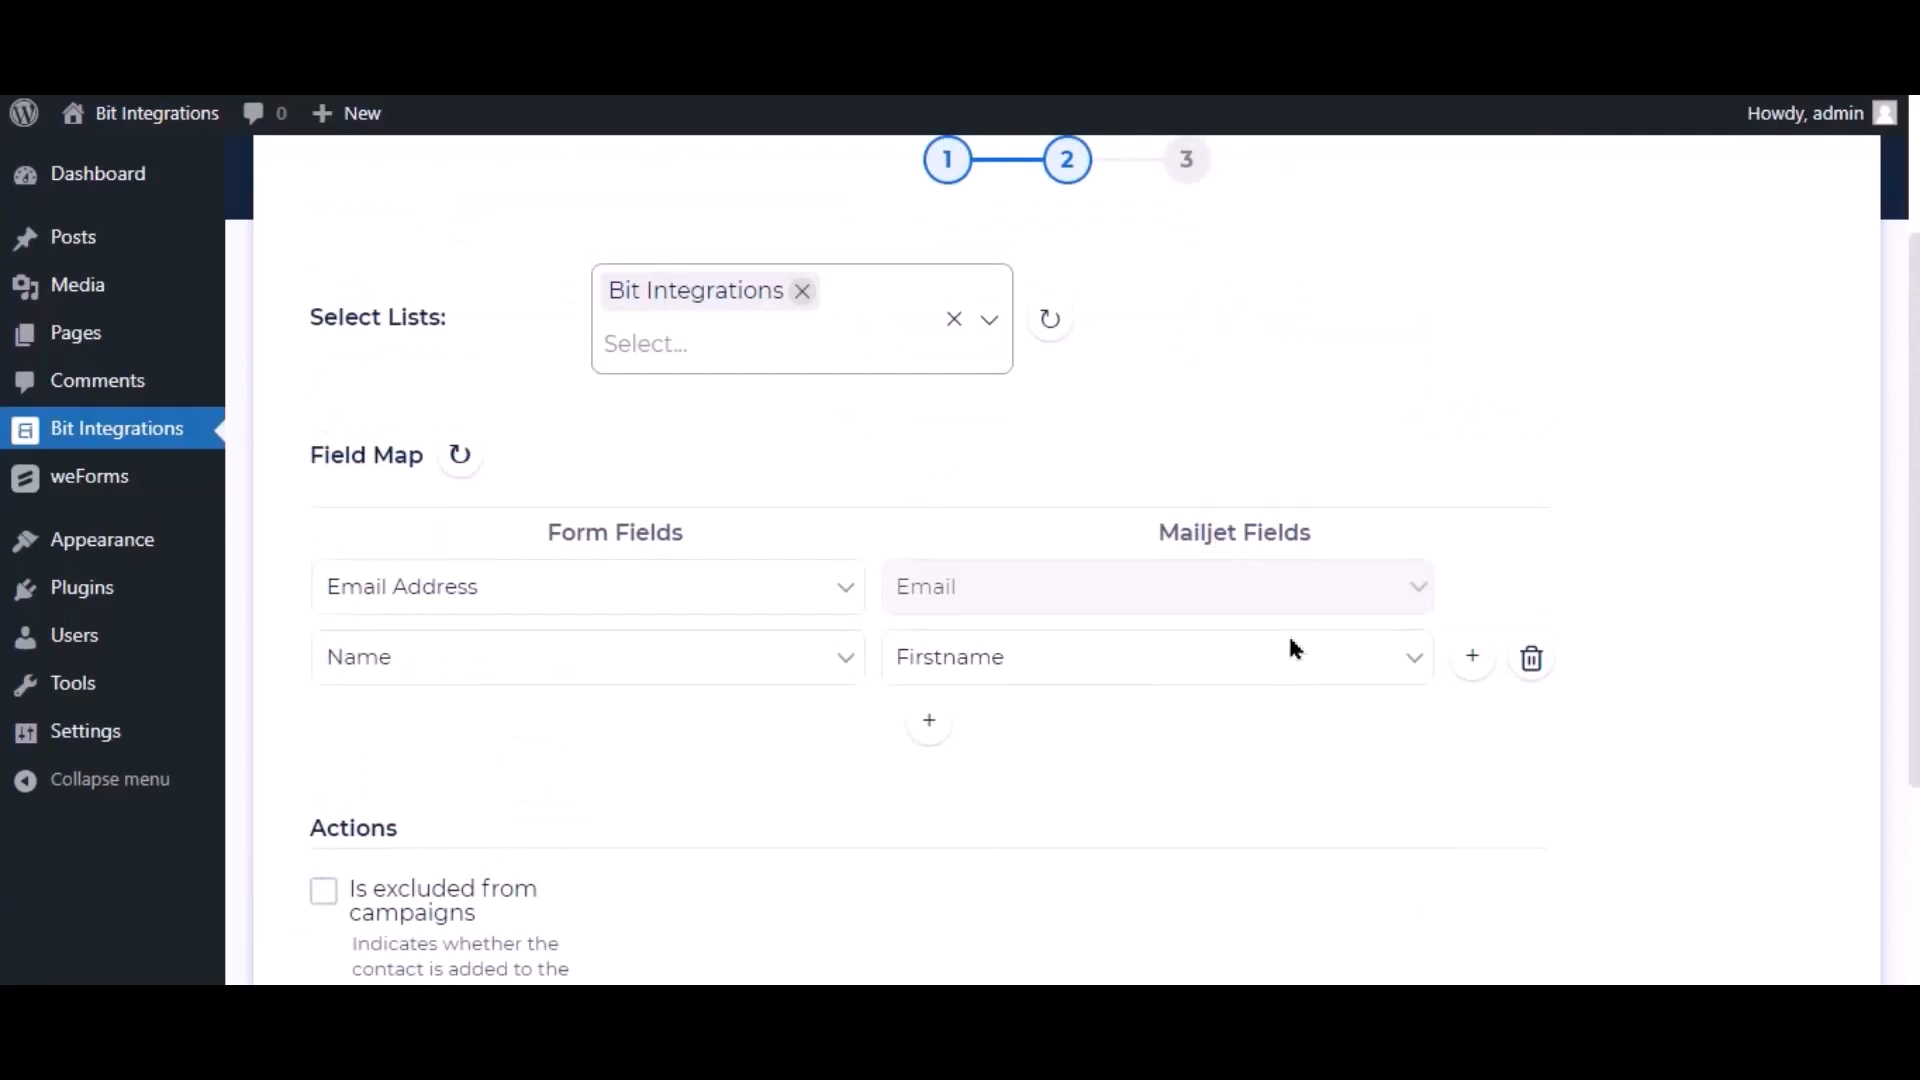 Bit Integrations 0 New Howdy, admin
Dashboard
Posts
Media
Pages
Comments
Bit Integrations
weForms
Appearance
Plugins
Users
Tools
Settings
Collapse menu
1 2 3
Select Lists:
Bit Integrations
Select...
Field Map
Form Fields Mailjet Fields
Email Address Email
Name Firstname
Actions
Is excluded from
campaigns
Indicates whether the
contact is added to the